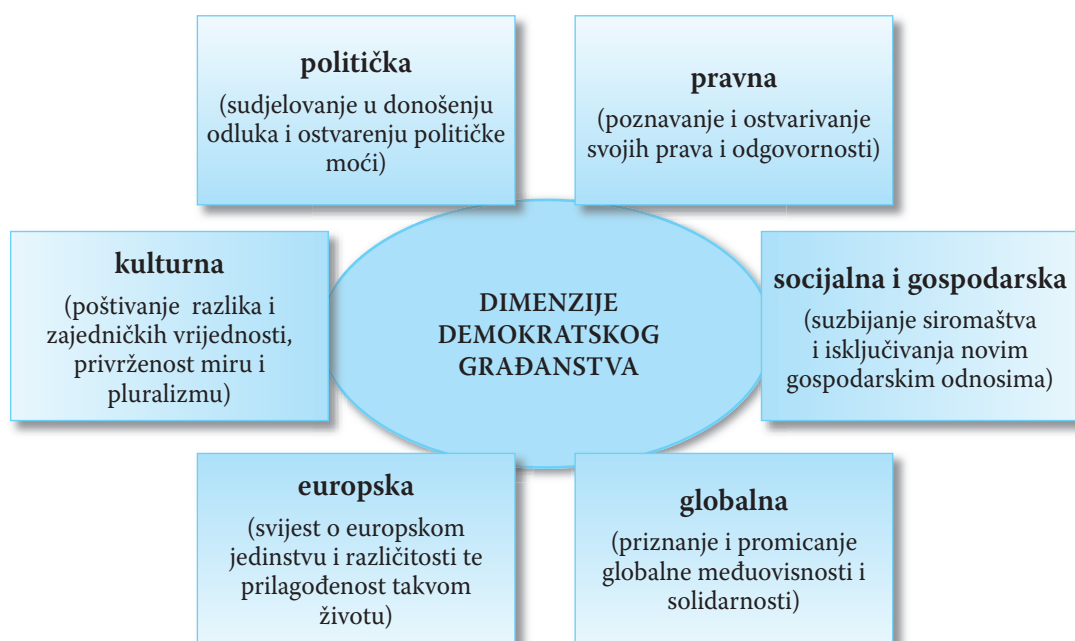 politička
(sudjelovanje u donošenju
odluka i ostvarenju političke
moći)
pravna
(poznavanje i ostvarivanje
svojih prava i odgovornosti)
kulturna
(poštivanje razlika i
zajedničkih vrijednosti,
privrženost miru i
pluralizmu)
DIMENZIJE
DEMOKRATSKOG
GRAĐANSTVA
socijalna i gospodarska
(suzbijanje siromaštva
i isključivanja novim
gospodarskim odnosima)
europska
(svijest o europskom
jedinstvu i različitosti te
prilagođenost takvom
životu)
globalna
(priznanje i promicanje
globalne međuovisnosti i
solidarnosti)